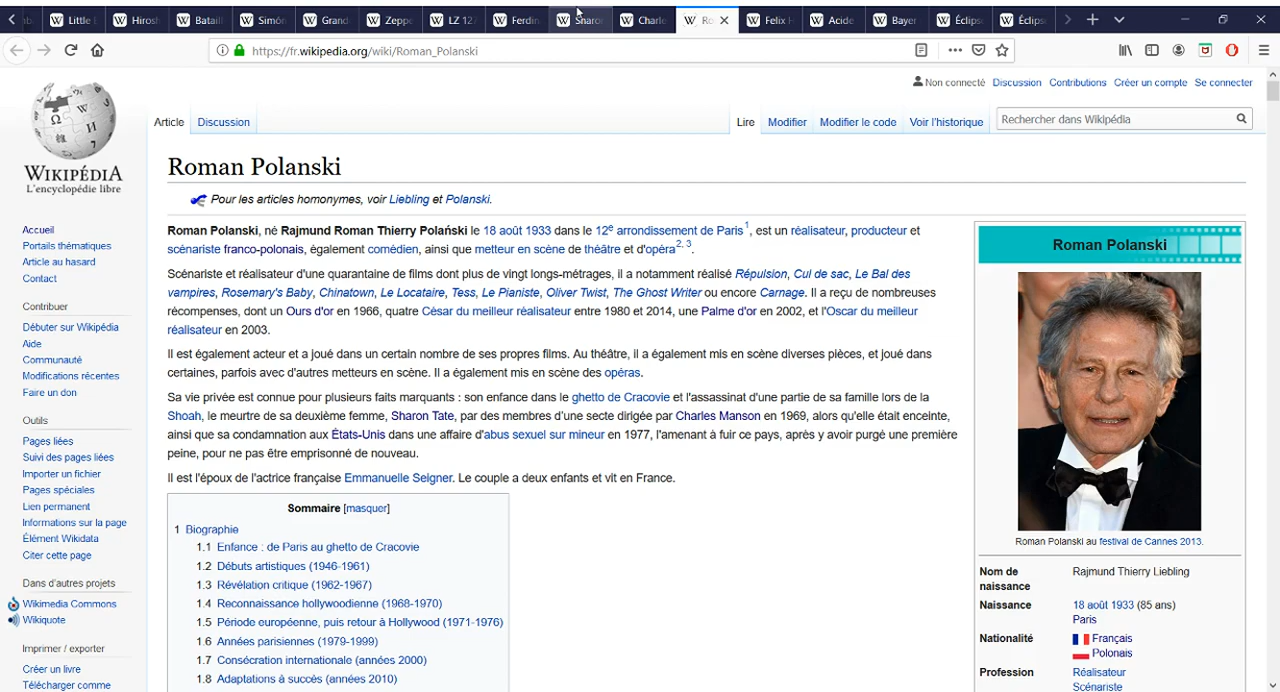 Little
Hirosh
Bataill
Simón
Grand
Zeppe
LZ 12
Ferdin
Sharon
Charle
Ro
Felix H
Acide
Bayer
Éclips
Éclips
https://fr.wikipedia.org/wiki/Roman_Polanski
Non connecté Discussion Contributions Créer un compte Se connecter
Article Discussion Lire Modifier Modifier le code Voir l'historique Rechercher dans Wikipédia
WIKIPÉDIA
L'encyclopédie libre
Accueil
Portails thématiques
Article au hasard
Contact
Contribuer
Débuter sur Wikipédia
Aide
Communauté
Modifications récentes
Faire un don
Outils
Pages liées
Suivi des pages liées
Importer un fichier
Pages spéciales
Lien permanent
Informations sur la page
Élément Wikidata
Citer cette page
Dans d'autres projets
Wikimedia Commons
Wikiquote
Imprimer / exporter
Créer un livre
Télécharger comme
Roman Polanski
Pour les articles homonymes, voir Liebling et Polanski.
Roman Polanski, né Rajmund Roman Thierry Polański le 18 août 1933 dans le 12e arrondissement de Paris1, est un réalisateur, producteur et
scénariste franco-polonais, également comédien, ainsi que metteur en scène de théâtre et d'opéra2, 3.
Scénariste et réalisateur d'une quarantaine de films dont plus de vingt longs-métrages, il a notamment réalisé Répulsion, Cul de sac, Le Bal des
vampires, Rosemary's Baby, Chinatown, Le Locataire, Tess, Le Pianiste, Oliver Twist, The Ghost Writer ou encore Carnage. Il a reçu de nombreuses
récompenses, dont un Ours d'or en 1966, quatre César du meilleur réalisateur entre 1980 et 2014, une Palme d'or en 2002, et l'Oscar du meilleur
réalisateur en 2003.
Il est également acteur et a joué dans un certain nombre de ses propres films. Au théâtre, il a également mis en scène diverses pièces, et joué dans
certaines, parfois avec d'autres metteurs en scène. Il a également mis en scène des opéras.
Sa vie privée est connue pour plusieurs faits marquants : son enfance dans le ghetto de Cracovie et l'assassinat d'une partie de sa famille lors de la
Shoah, le meurtre de sa deuxième femme, Sharon Tate, par des membres d'une secte dirigée par Charles Manson en 1969, alors qu'elle était enceinte,
ainsi que sa condamnation aux États-Unis dans une affaire d'abus sexuel sur mineur en 1977, l'amenant à fuir ce pays, après y avoir purgé une première
peine, pour ne pas être emprisonné de nouveau.
Il est l'époux de l'actrice française Emmanuelle Seigner. Le couple a deux enfants et vit en France.
Sommaire [masquer]
1 Biographie
1.1 Enfance : de Paris au ghetto de Cracovie
1.2 Débuts artistiques (1946-1961)
1.3 Révélation critique (1962-1967)
1.4 Reconnaissance hollywoodienne (1968-1970)
1.5 Période européenne, puis retour à Hollywood (1971-1976)
1.6 Années parisiennes (1979-1999)
1.7 Consécration internationale (années 2000)
1.8 Adaptations à succès (années 2010)
Roman Polanski
Roman Polanski au festival de Cannes 2013.
Nom de Rajmund Thierry Liebling
naissance
Naissance 18 août 1933 (85 ans)
Paris
Nationalité Français
Polonais
Profession Réalisateur
Scénariste